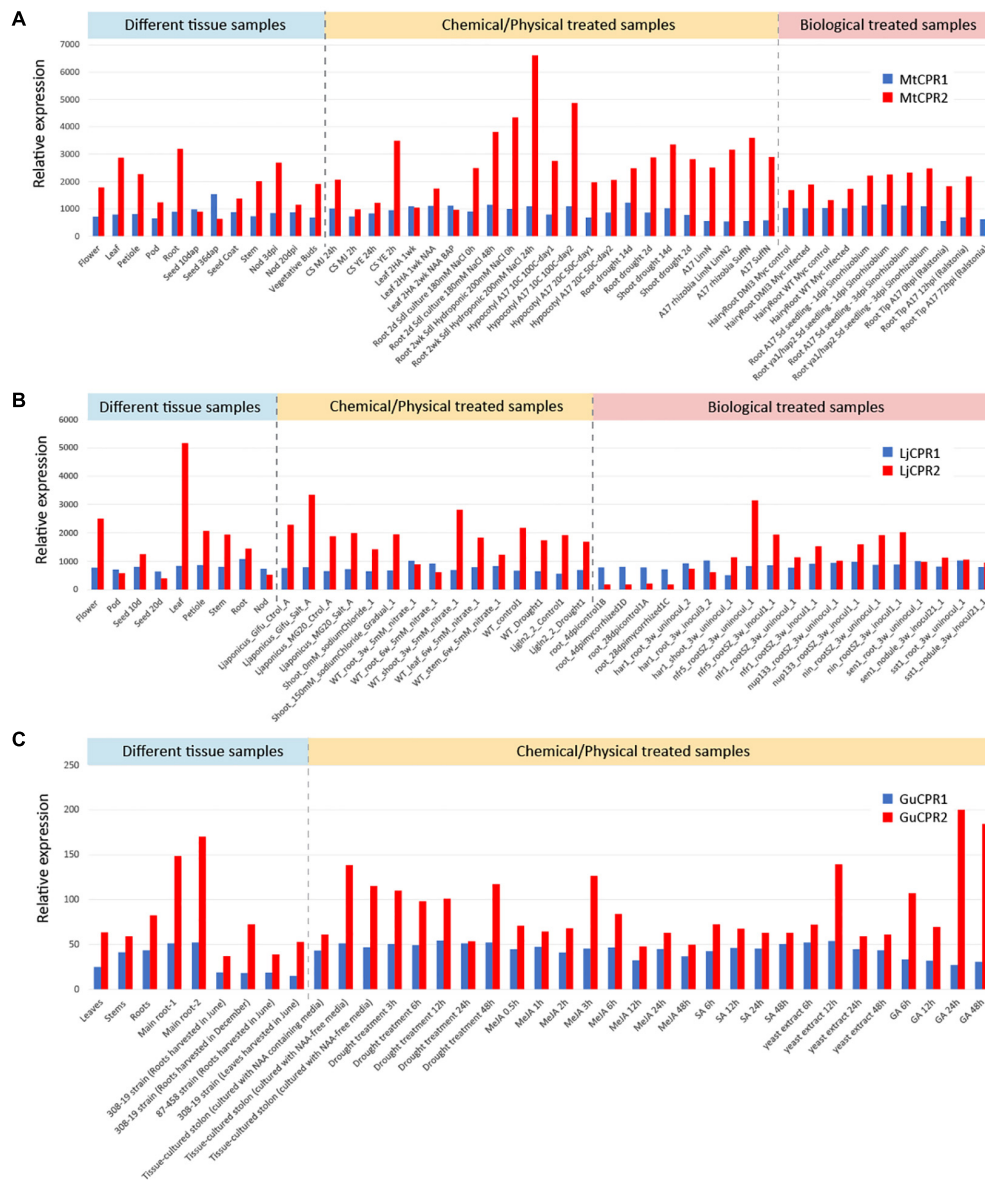 A
Different tissue samples
Chemical/Physical treated samples
Biological treated samples
Relative expression
7000
6000
5000
4000
3000
2000
1000
0
MtCPR1
MtCPR2
Flower
Leaf
Petiole
Pod
Root
Seed 10dap
Seed 36dap
Seed Coat
Stem
Nod 3dpi
Nod 20dpi
Vegetative Buds
CS MJ 24h
CS MJ 2h
CS YE 24h
CS YE 2h
Leaf 2HA 1wk
Leaf 2HA 1wk NAA
Leaf 2HA 2wk NAA BAP
Root 2d Sdl culture 180mM NaCl 0h
Root 2d Sdl culture 180mM NaCl 48h
Root 2wk Sdl Hydroponic 200mM NaCl 0h
Root 2wk Sdl Hydroponic 200mM NaCl 24h
Hypocotyl A17 10C 100C-day1
Hypocotyl A17 10C 100C-day2
Hypocotyl A17 20C 50C-day1
Hypocotyl A17 20C 50C-day2
Root drought 14d
Root drought 2d
Shoot drought 14d
Shoot drought 2d
A17 LimN
A17 rhizobia LimN LimN2
A17 rhizobia SuffN
A17 SuffN
HairyRoot DMI3 Myc control
HairyRoot DMI3 Myc Infected
HairyRoot WT Myc control
HairyRoot WT Myc infected
Root A17 5d seedling - 1dpi Sinorhizobium
Root ya1/hap2 5d seedling - 1dpi Sinorhizobium
Root A17 5d seedling - 3dpi Sinorhizobium
Root ya1/hap2 5d seedling - 3dpi Sinorhizobium
Root Tip A17 0hpi (Ralstonia)
Root Tip A17 12hpi (Ralstonia)
Root Tip A17 72hpi (Ralstonia)
B
Different tissue samples
Chemical/Physical treated samples
Biological treated samples
Relative expression
6000
5000
4000
3000
2000
1000
0
LjCPR1
LjCPR2
Flower
Pod
Seed 10d
Seed 20d
Leaf
Petiole
Stem
Root
Nod
Ljaponicus_Gifu_Ctrol_A
Ljaponicus_Gifu_Salt_A
Ljaponicus_MG20_Ctrol_A
Ljaponicus_MG20_Salt_A
Shoot_0mM_sodiumChloride_1
Shoot_150mM_sodiumChloride_Gradual_1
WT_root_3w_5mM_nitrate_1
WT_root_6w_5mM_nitrate_1
WT_shoot_3w_5mM_nitrate_1
WT_leaf_6w_5mM_nitrate_1
WT_stem_6w_5mM_nitrate_1
WT_control1
WT_Drought1
Ljgln2_2_Control1
Ljgln2_2_Drought1
root_4dpicontrol1B
root_4dpimycorrhized1D
root_28dpicontrol1A
root_28dpimycorrhized1C
har1_root_3w_uninocul_2
har1_root_3w_inocul3_2
har1_shoot_3w_uninocul_1
nfr5_rootSZ_3w_uninocul_1
nfr5_rootSZ_3w_inocul1_1
nfr1_rootSZ_3w_uninocul_1
nfr1_rootSZ_3w_inocul1_1
nup133_rootSZ_3w_uninocul_1
nup133_rootSZ_3w_inocul1_1
nin_rootSZ_3w_uninocul_1
nin_rootSZ_3w_inocul1_1
sen1_root_3w_uninocul_1
sen1_nodule_3w_inocul21_1
sst1_root_3w_uninocul_1
sst1_nodule_3w_inocul21_1
C
Different tissue samples
Chemical/Physical treated samples
Relative expression
250
200
150
100
50
0
GuCPR1
GuCPR2
Leaves
Stems
Roots
Main root-1
Main root-2
308-19 strain (Roots harvested in June)
308-19 strain (Roots harvested in December)
87-458 strain (Roots harvested in June)
308-19 strain (Leaves harvested in June)
Tissue-cultured stolon (cultured with NAA containing media)
Tissue-cultured stolon (cultured with NAA-free media)
Tissue-cultured stolon (cultured with NAA-free media)
Drought treatment 3h
Drought treatment 6h
Drought treatment 12h
Drought treatment 24h
Drought treatment 48h
MeJA 0.5h
MeJA 1h
MeJA 2h
MeJA 3h
MeJA 6h
MeJA 12h
MeJA 24h
MeJA 48h
SA 6h
SA 12h
SA 24h
SA 48h
yeast extract 6h
yeast extract 12h
yeast extract 24h
yeast extract 48h
GA 6h
GA 12h
GA 24h
GA 48h